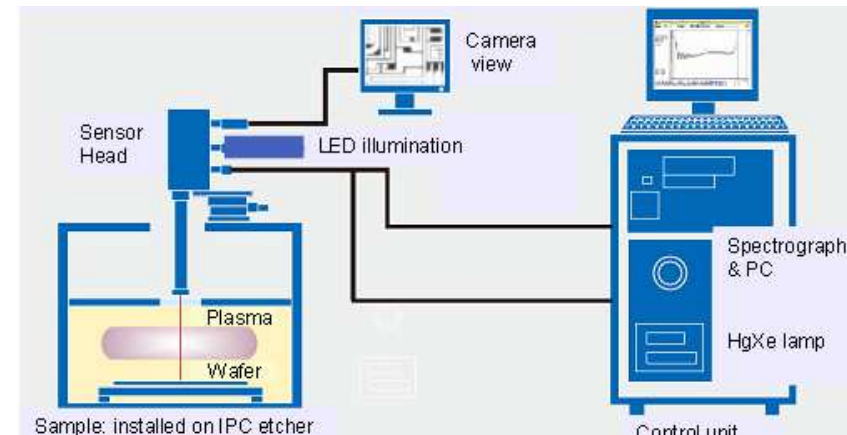 Camera
view
Sensor
Head
LED illumination
Spectrograph
& PC
Plasma
HgXe lamp
Wafer
Sample: installed on IPC etcher
Control unit